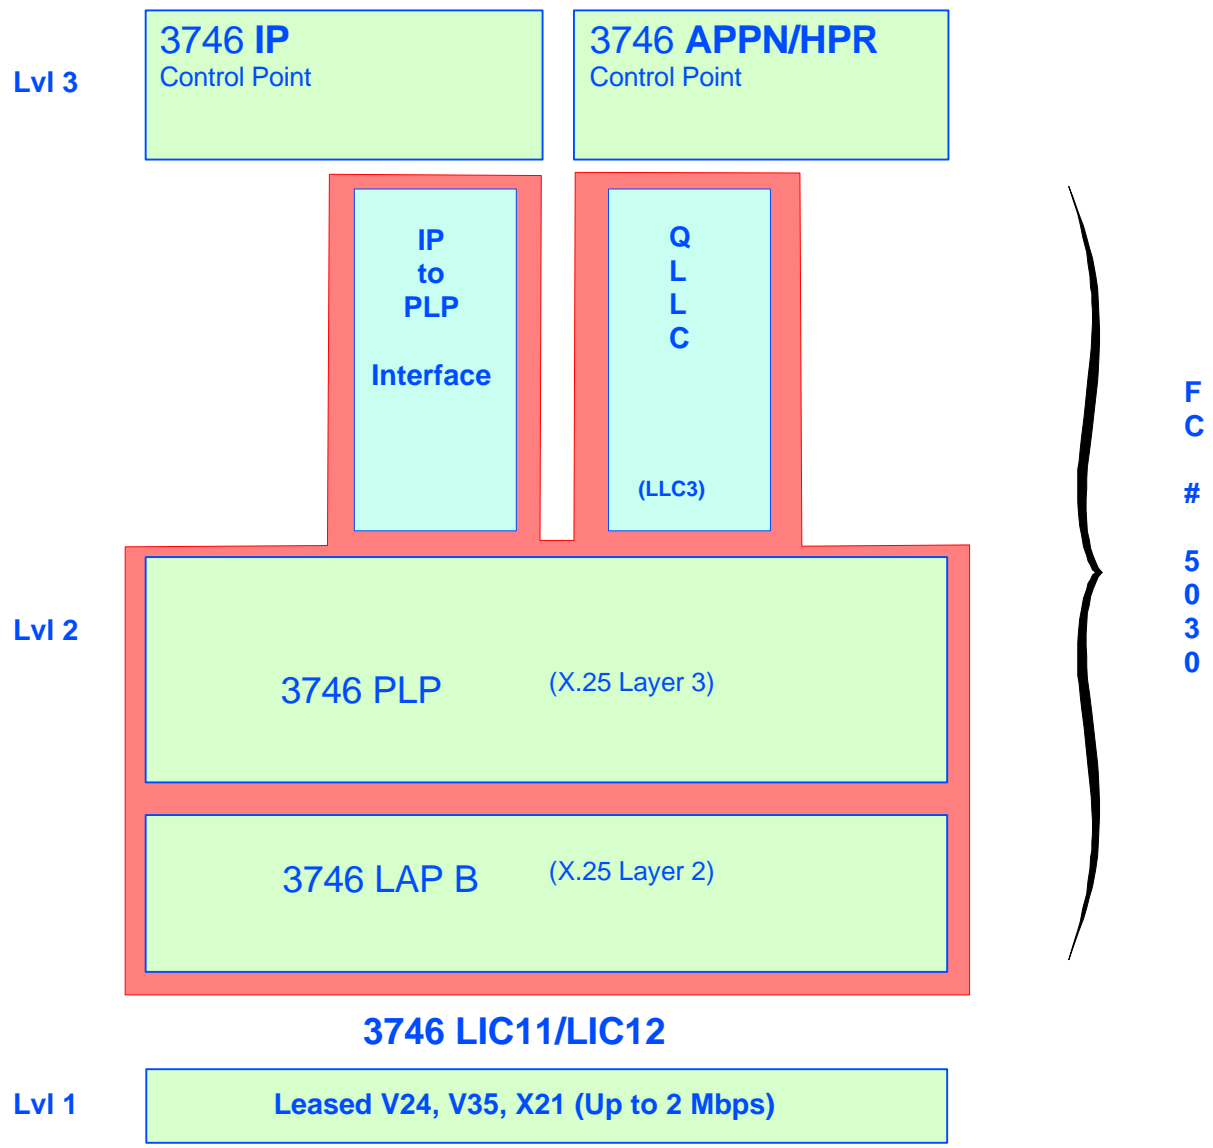 3746 IP
Control Point
3746 APPN/HPR
Control Point
Lvl 3
IP
to
PLP
Interface
Q
L
L
C
(LLC3)
F
C
#
5
0
3
0
Lvl 2
3746 PLP
(X.25 Layer 3)
3746 LAP B
(X.25 Layer 2)
3746 LIC11/LIC12
Lvl 1
Leased V24, V35, X21 (Up to 2 Mbps)